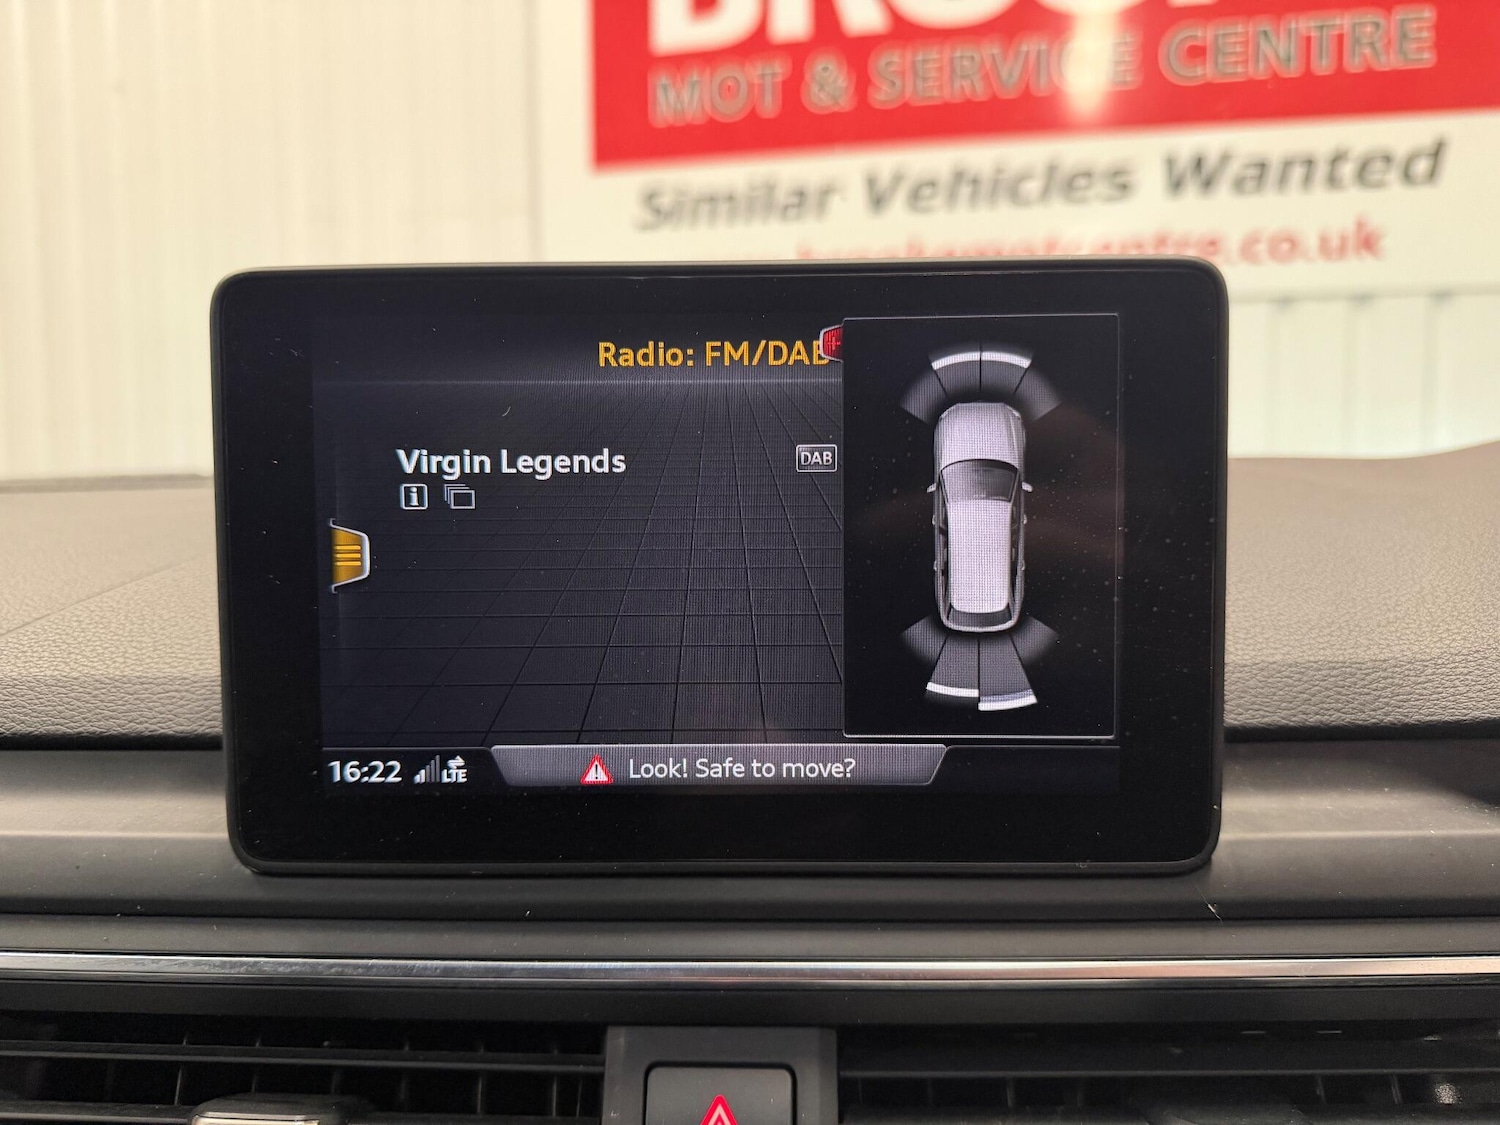 MOT & SERVICE CENTRE
Similar Vehicles Wanted
Radio: FM/DAB
Virgin Legends
DAB
i
16:22
LTE
Look! Safe to move?